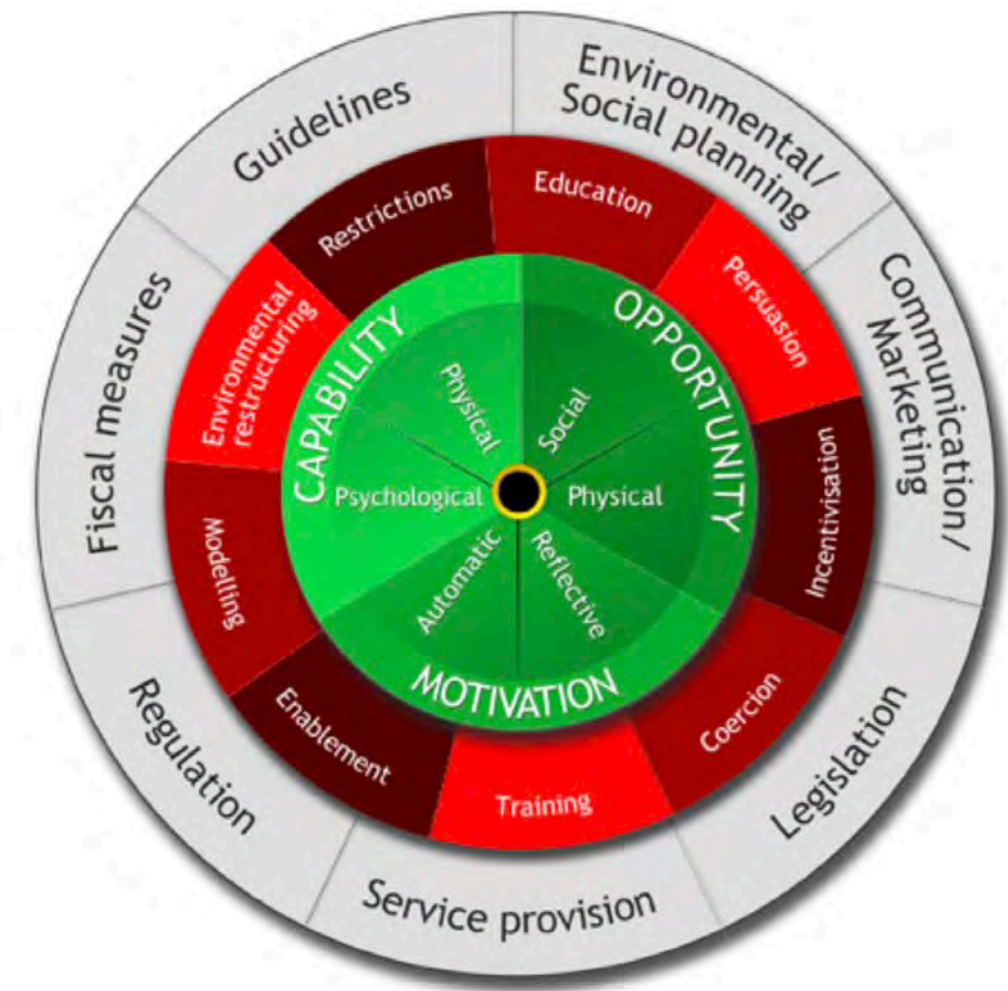 Guidelines
Environmental/
Social planning
Communication/
Marketing
Legislation
Service provision
Regulation
Fiscal measures
Restrictions
Education
Persuasion
Incentivisation
Coercion
Training
Enablement
Modelling
Environmental
restructuring
CAPABILITY
OPPORTUNITY
MOTIVATION
Physical
Social
Psychological
Physical
Automatic
Reflective